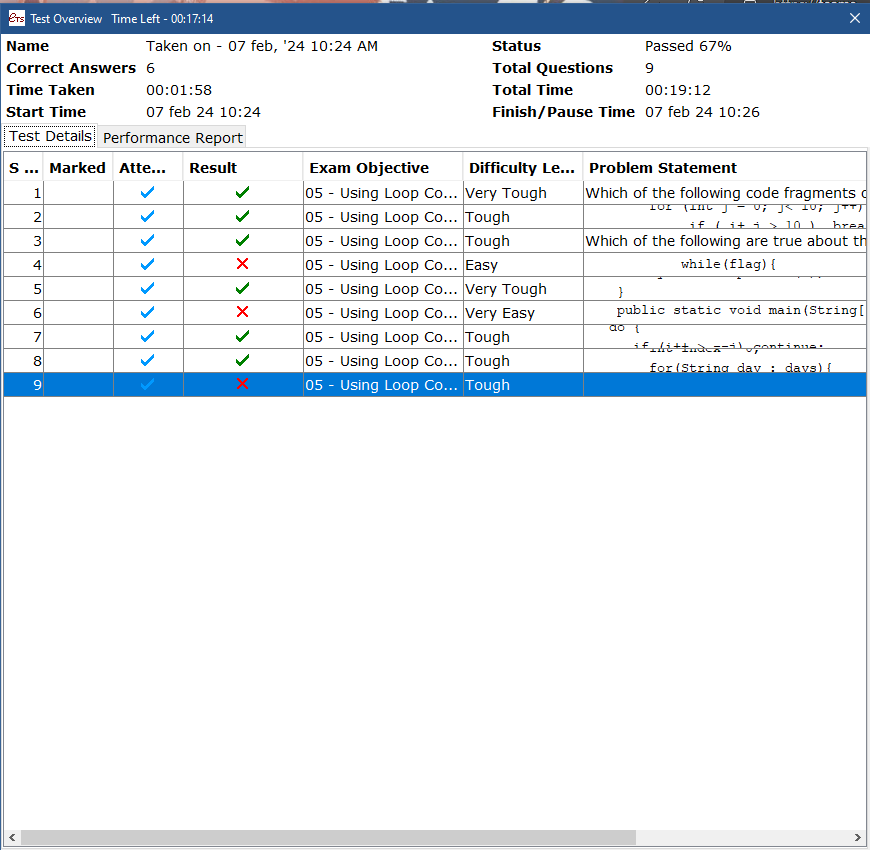 ETS Test Overview Time Left - 00:17:14
Name Taken on - 07 feb, '24 10:24 AM Status Passed 67%
Correct Answers 6 Total Questions 9
Time Taken 00:01:58 Total Time 00:19:12
Start Time 07 feb 24 10:24 Finish/Pause Time 07 feb 24 10:26
Test Details Performance Report
S ... Marked Atte... Result Exam Objective Difficulty Le... Problem Statement
1 05 - Using Loop Co... Very Tough Which of the following code fragments
2 05 - Using Loop Co... Tough for (int j = 0; j< 10; j++)
if ( i+ j > 10 ) brea
3 05 - Using Loop Co... Tough Which of the following are true about th
4 05 - Using Loop Co... Easy while(flag){
5 05 - Using Loop Co... Very Tough }
6 05 - Using Loop Co... Very Easy public static void main(String[
7 05 - Using Loop Co... Tough do {
8 05 - Using Loop Co... Tough for(String day : days){
9 05 - Using Loop Co... Tough